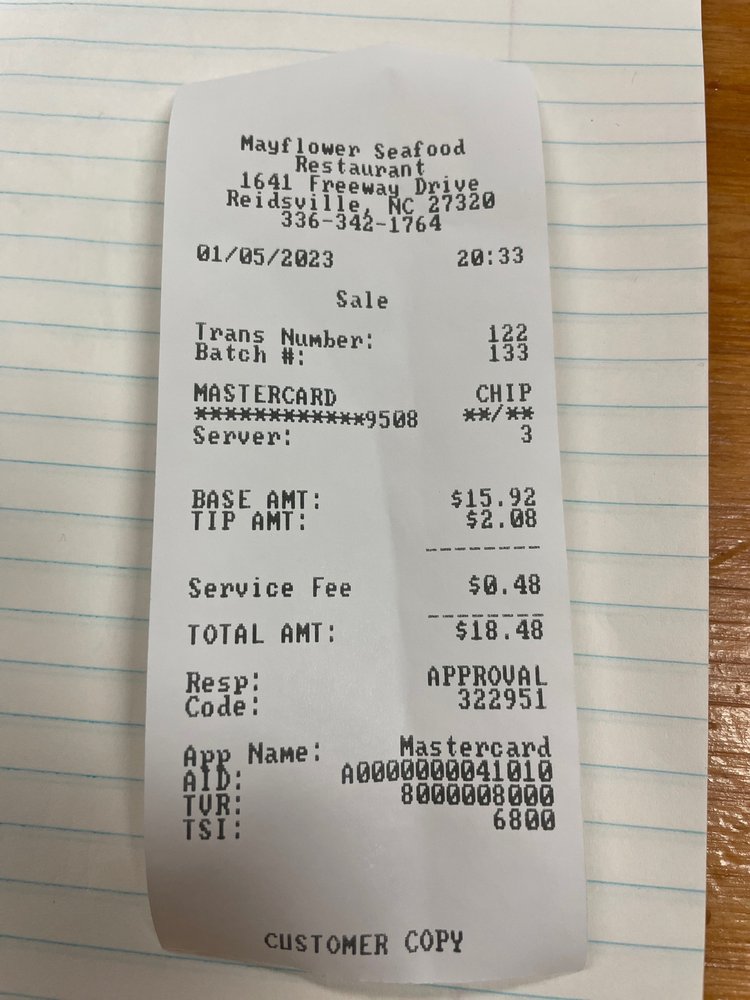 Mayflower Seafood
Restaurant
1641 Freeway Drive
Reidsville, NC 27320
336-342-1764
01/05/2023 20:33
Sale
Trans Number: 122
Batch #: 133
MASTERCARD CHIP
************9508 **/**
Server: 3
BASE AMT: $15.92
TIP AMT: $2.08
Service Fee $0.48
TOTAL AMT: $18.48
Resp: APPROVAL
Code: 322951
App Name: Mastercard
AID: A0000000041010
TVR: 8000008000
TSI: 6800
CUSTOMER COPY